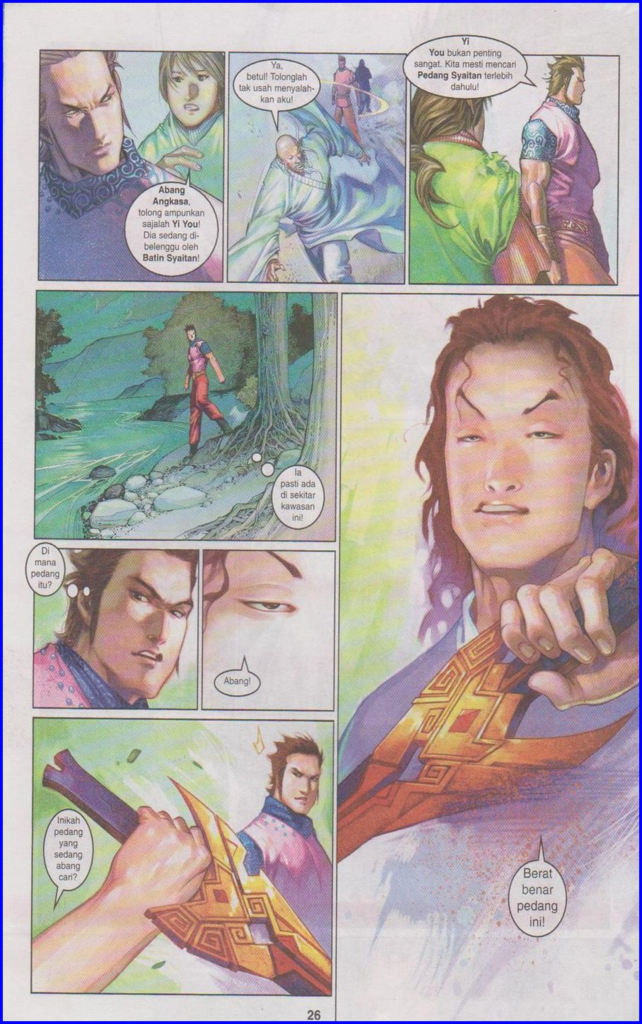 Abang
Angkasa,
tolong ampunkan
sajalah Yi You!
Dia sedang di-
belenggu oleh
Batin Syaitan!
Ya,
betul! Tolonglah
tak usah menyalah-
kan aku!
Yi
You bukan penting
sangat. Kita mesti mencari
Pedang Syaitan terlebih
dahulu!
Ia
pasti ada
di sekitar
kawasan
ini!
Di
mana
pedang
itu?
Abang!
Inikah
pedang
yang
sedang
abang
cari?
Berat
benar
pedang
ini!
26